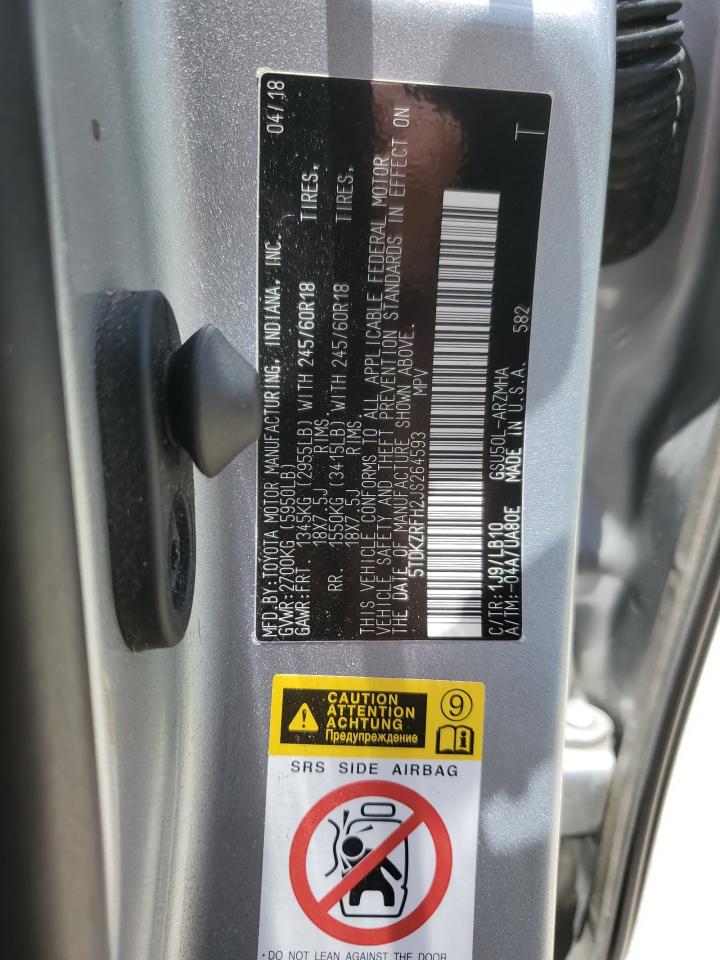 MFD.BY:TOYOTA MOTOR MANUFACTURING, INDIANA, INC. 04/18
GVWR:2700KG (5950LB)
GAWR:FRT. 1345KG (2955LB) WITH 245/60R18 TIRES,
18X7.5J RIMS
RR. 1550KG (3415LB) WITH 245/60R18 TIRES,
18X7.5J RIMS.
THIS VEHICLE CONFORMS TO ALL APPLICABLE FEDERAL MOTOR
VEHICLE SAFETY AND THEFT PREVENTION STANDARDS IN EFFECT ON
THE DATE OF MANUFACTURE SHOWN ABOVE.
5TDKZRFH2JS264593 MPV
C/TR:1J9/LB10 GSU50L-ARZMHA
A/TM:-04A/UA80E MADE IN U.S.A. 582 T
CAUTION
ATTENTION
ACHTUNG
Предупреждение
9
i
SRS SIDE AIRBAG
• DO NOT LEAN AGAINST THE DOOR